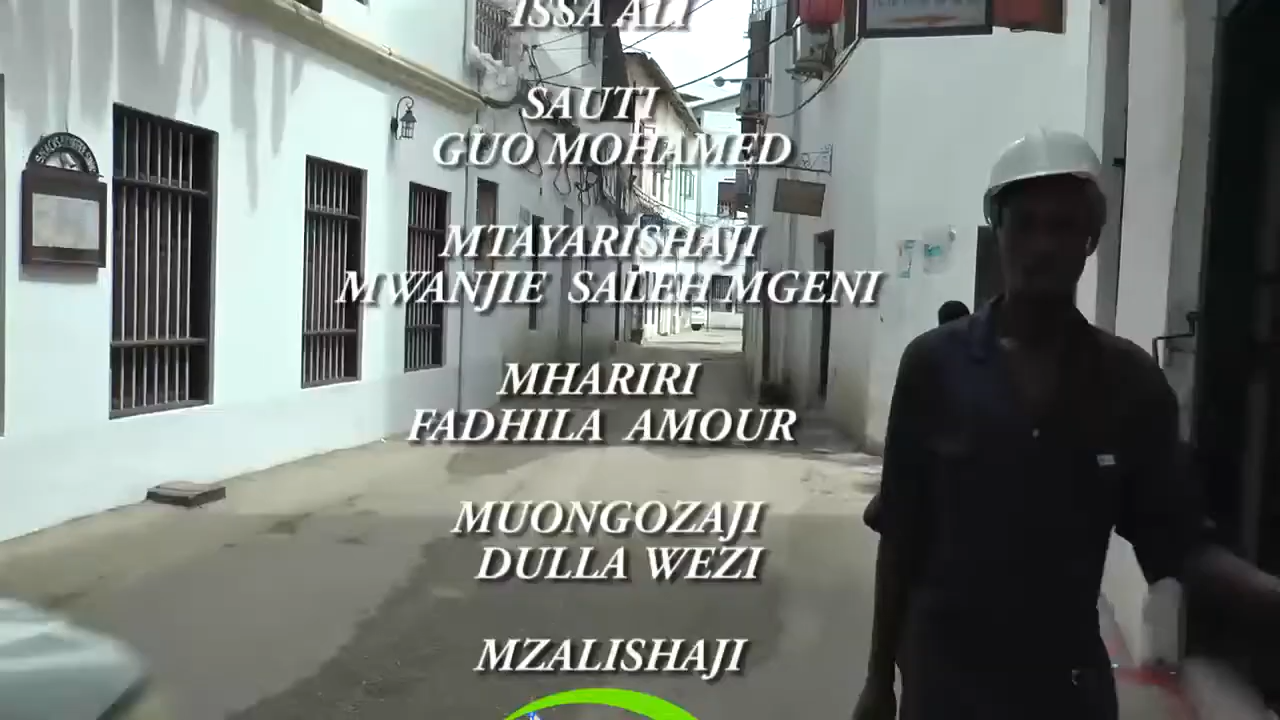 ISSA ALI
SAUTI
GUO MOHAMED
MTAYARISHAJI
MWANJIE SALEH MGENI
MHARIRI
FADHILA AMOUR
MUONGOZAJI
DULLA WEZI
MZALISHAJI